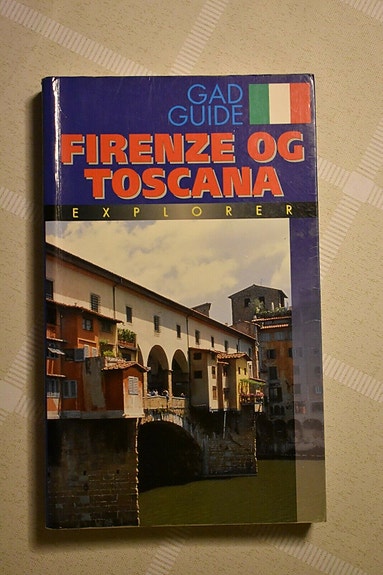 GAD
GUIDE
FIRENZE OG
TOSCANA
EXPLORER